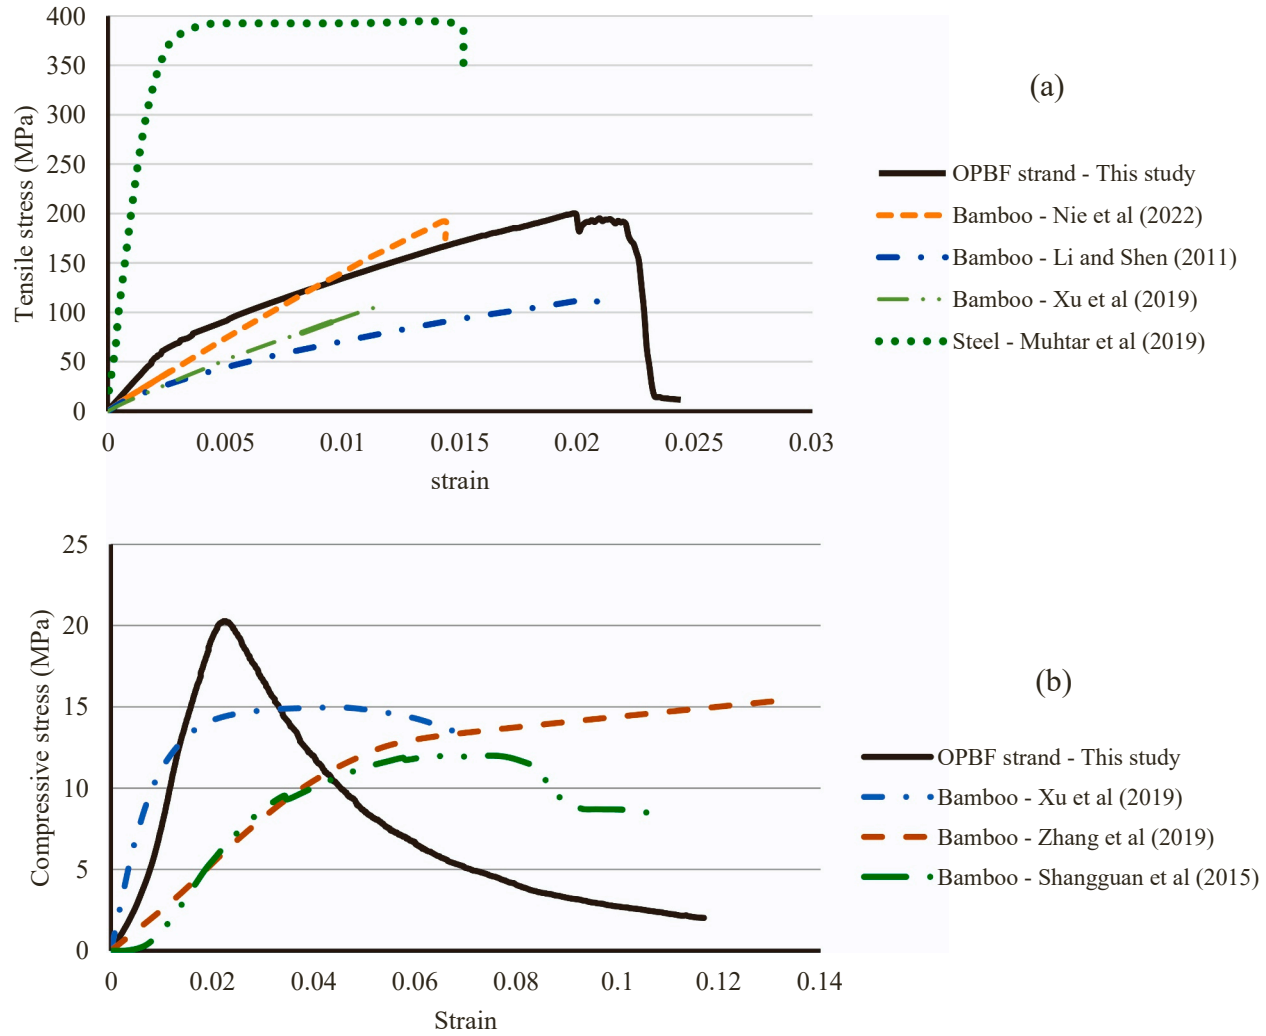 400
350
300
250
200
150
100
50
0
Tensile stress (MPa)
0 0.005 0.01 0.015 0.02 0.025 0.03
strain
(a)
OPBF strand - This study
Bamboo - Nie et al (2022)
Bamboo - Li and Shen (2011)
Bamboo - Xu et al (2019)
Steel - Muhtar et al (2019)
25
20
15
10
5
0
Compressive stress (MPa)
0 0.02 0.04 0.06 0.08 0.1 0.12 0.14
Strain
(b)
OPBF strand - This study
Bamboo - Xu et al (2019)
Bamboo - Zhang et al (2019)
Bamboo - Shangguan et al (2015)